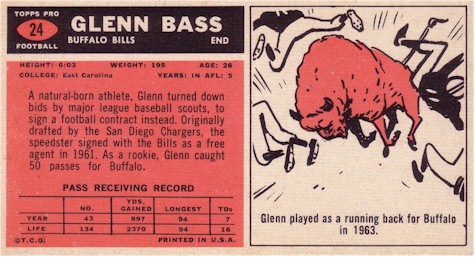 TOPPS PRO
24
FOOTBALL
GLENN BASS
BUFFALO BILLS END
HEIGHT: 6:03 WEIGHT: 195 AGE: 26
COLLEGE: East Carolina YEARS: IN AFL: 5
A natural-born athlete, Glenn turned down
bids by major league baseball scouts, to
sign a football contract instead. Originally
drafted by the San Diego Chargers, the
speedster signed with the Bills as a free
agent in 1961. As a rookie, Glenn caught
50 passes for Buffalo.
PASS RECEIVING RECORD
NO. YDS. GAINED LONGEST TDs
YEAR 43 897 94 7
LIFE 134 2370 94 16
©T.C.G. PRINTED IN U.S.A.
Glenn played as a running back for Buffalo
in 1963.